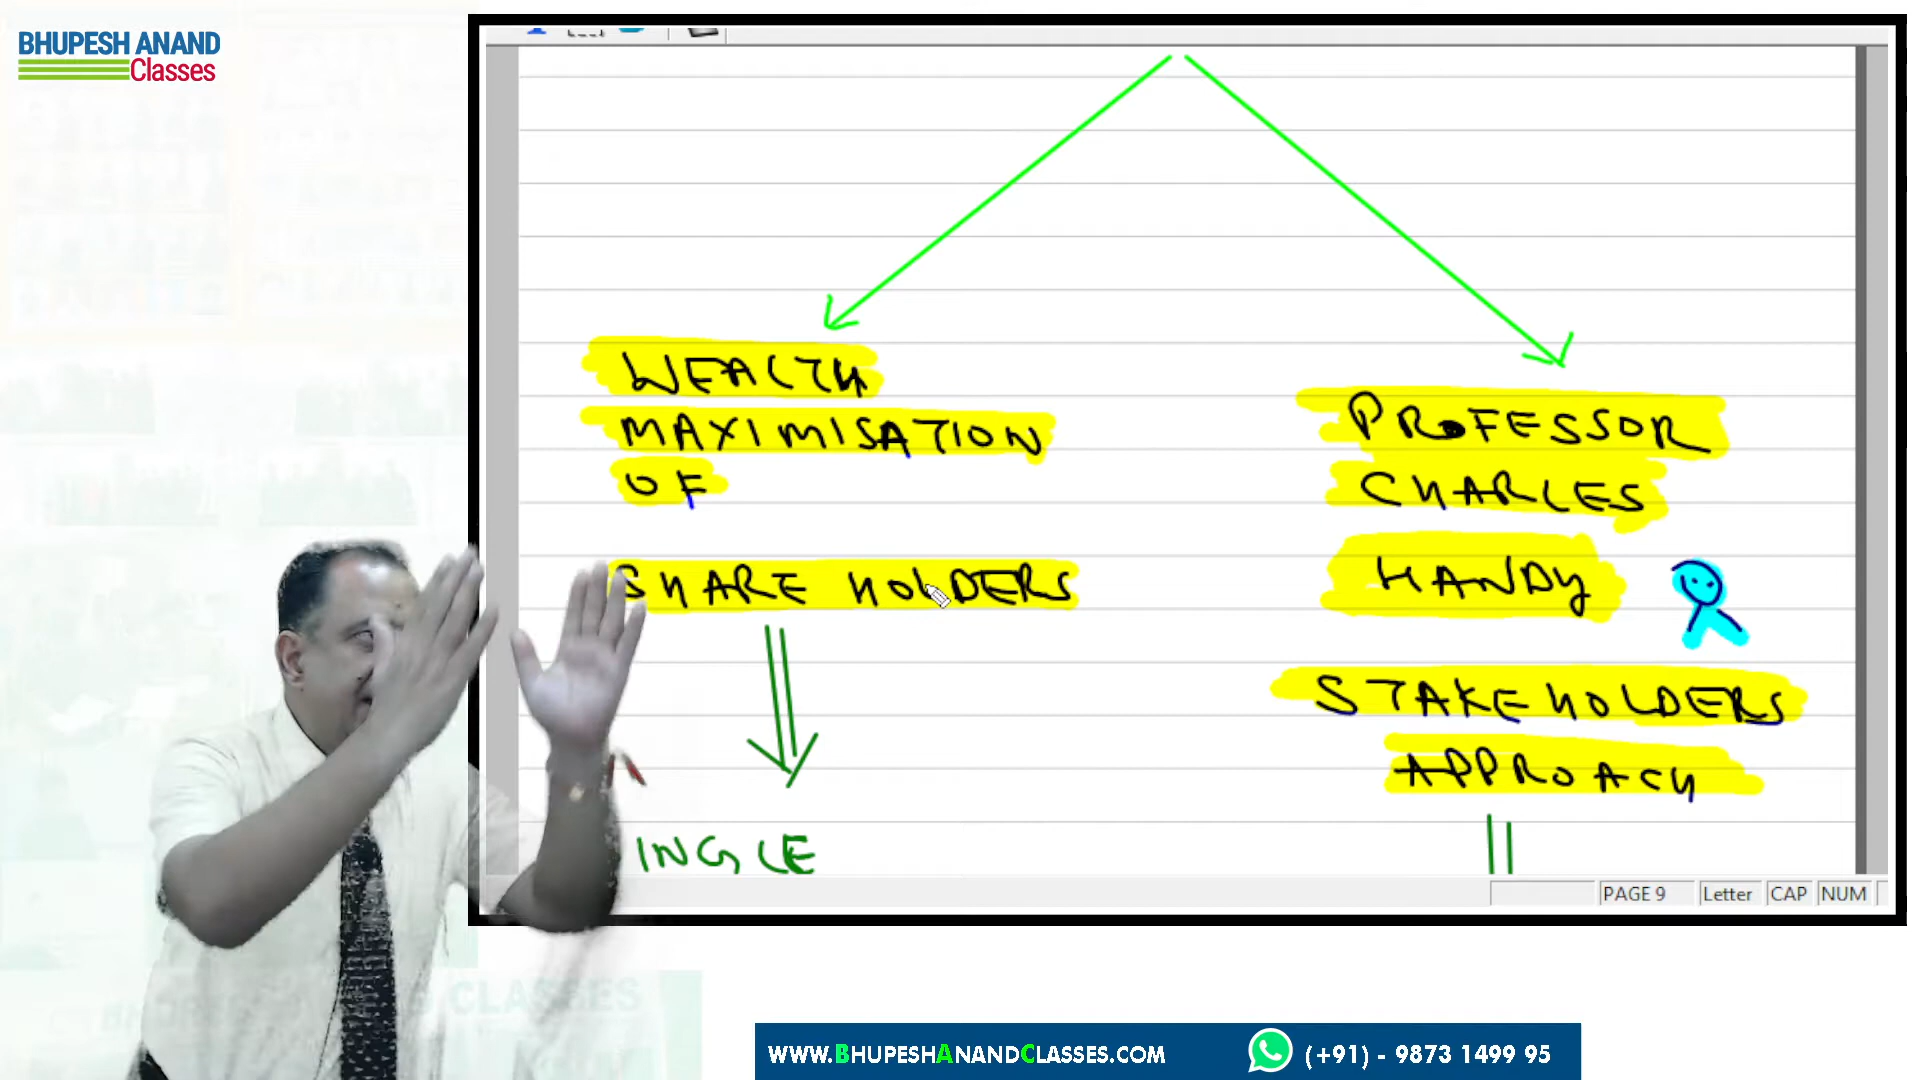 BHUPESH ANAND
Classes
WEALTH
MAXIMISATION
OF
SHARE HOLDERS
INGLE
PROFESSOR
CHARLES
HANDY
STAKEHOLDERS
APPROACH
PAGE 9 Letter CAP NUM
CLASSES
WWW.BHUPESHANANDCLASSES.COM (+91) - 9873 1499 95